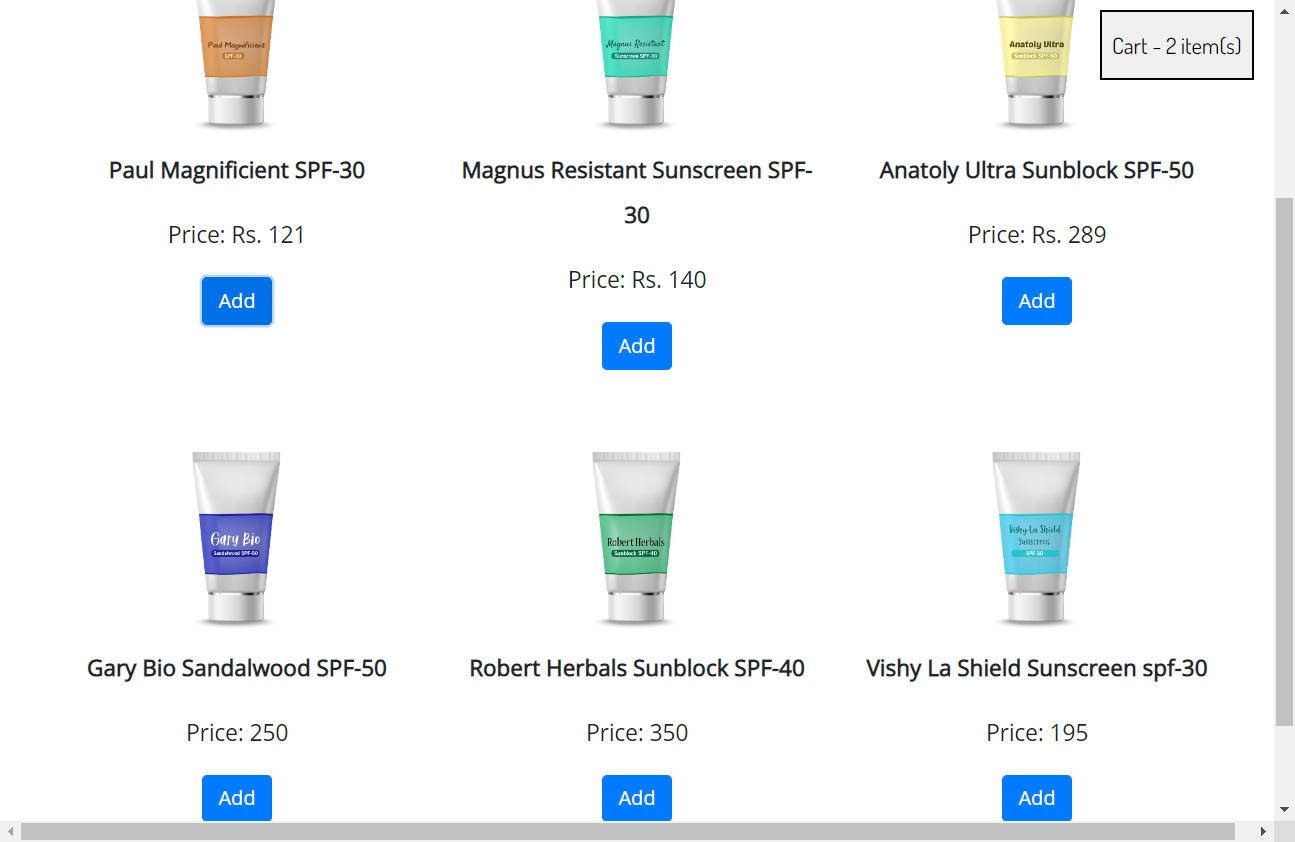 Paul Magnificient
SPF-30
Magnus Resistant
Sunscreen SPF-30
Anatoly Ultra
Sunblock SPF-50
Cart - 2 item(s)
Paul Magnificient SPF-30
Magnus Resistant Sunscreen SPF-
30
Anatoly Ultra Sunblock SPF-50
Price: Rs. 121
Price: Rs. 140
Price: Rs. 289
Add
Add
Add
Gary Bio
Sandalwood SPF-50
Robert Herbals
Sunblock SPF-40
Vishy La Shield
Sunscreen
SPF-30
Gary Bio Sandalwood SPF-50
Robert Herbals Sunblock SPF-40
Vishy La Shield Sunscreen spf-30
Price: 250
Price: 350
Price: 195
Add
Add
Add